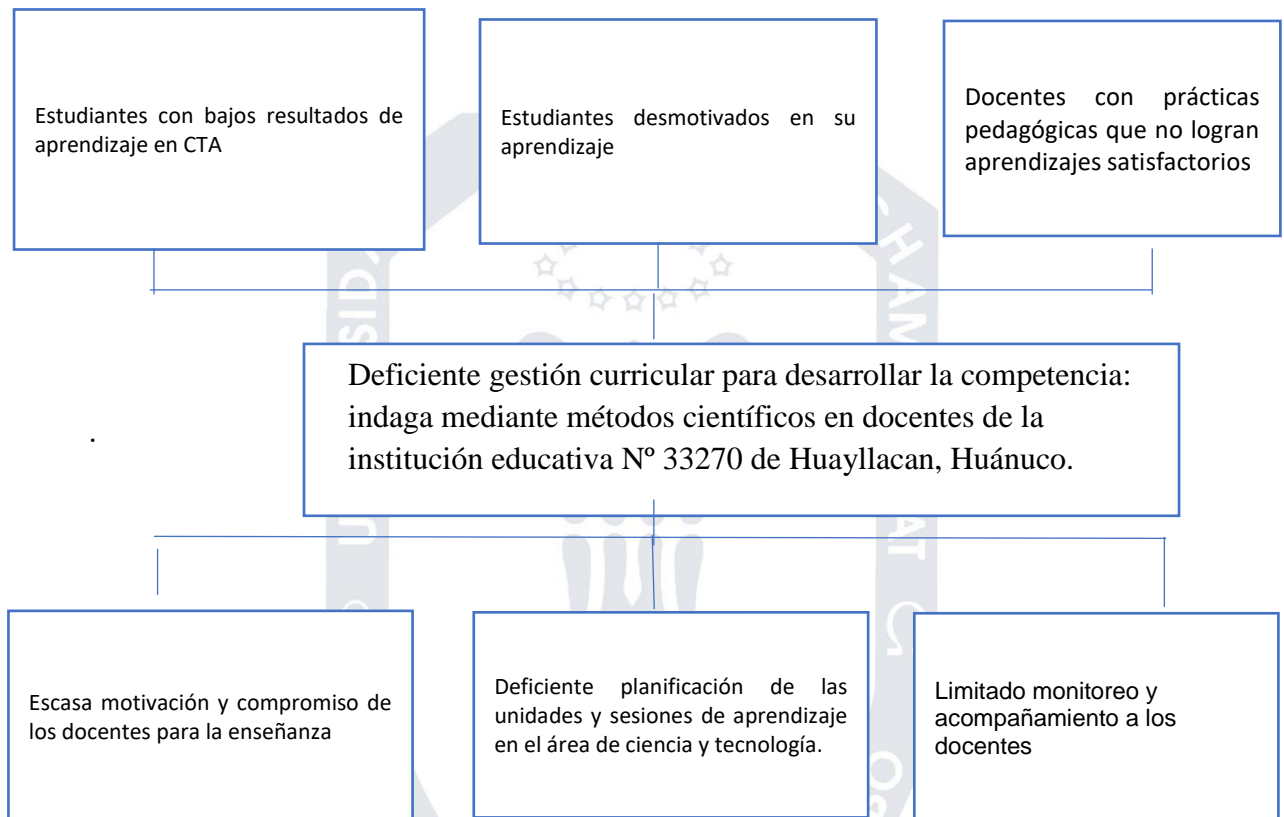 Estudiantes con bajos resultados de
aprendizaje en CTA
Estudiantes desmotivados en su
aprendizaje
Docentes con prácticas
pedagógicas que no logran
aprendizajes satisfactorios
Deficiente gestión curricular para desarrollar la competencia:
indaga mediante métodos científicos en docentes de la
institución educativa Nº 33270 de Huayllacan, Huánuco.
.
Escasa motivación y compromiso de
los docentes para la enseñanza
Deficiente planificación de las
unidades y sesiones de aprendizaje
en el área de ciencia y tecnología.
Limitado monitoreo y
acompañamiento a los
docentes